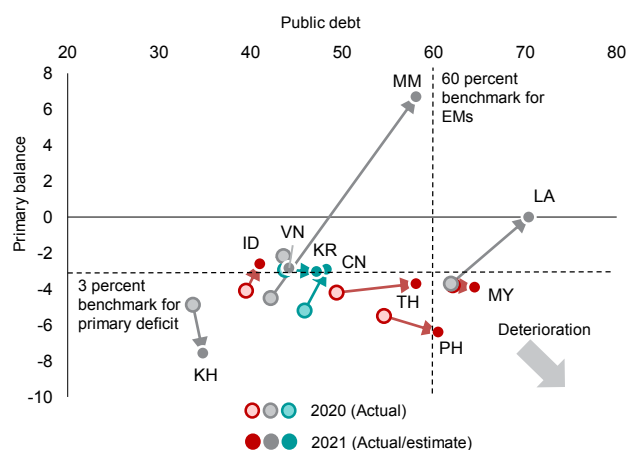 Public debt
20 30 40 50 60 70 80
Primary balance
8
6
4
2
0
-2
-4
-6
-8
-10
MM
60 percent
benchmark for
EMs
LA
VN
ID
KR
CN
3 percent
benchmark for
primary deficit
TH
MY
PH
KH
Deterioration
2020 (Actual)
2021 (Actual/estimate)